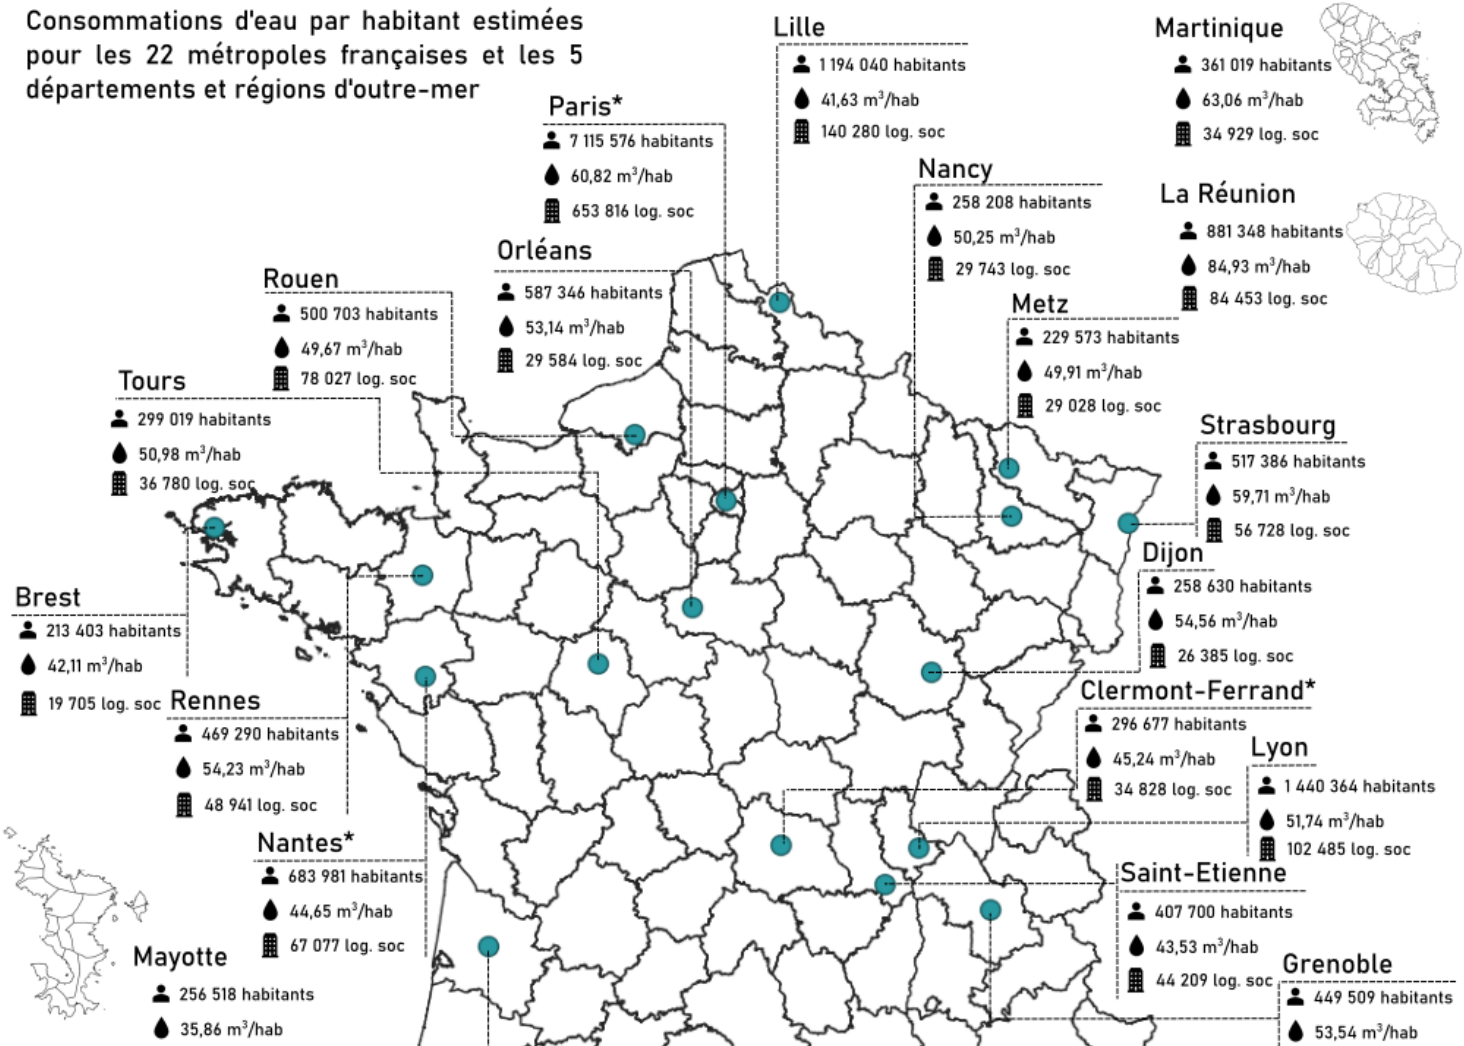 Consommations d'eau par habitant estimées
pour les 22 métropoles françaises et les 5
départements et régions d'outre-mer
Lille
1 194 040 habitants
41,63 m³/hab
140 280 log. soc
Martinique
361 019 habitants
63,06 m³/hab
34 929 log. soc
Paris*
7 115 576 habitants
60,82 m³/hab
653 816 log. soc
Nancy
258 208 habitants
50,25 m³/hab
29 743 log. soc
La Réunion
881 348 habitants
84,93 m³/hab
84 453 log. soc
Orléans
587 346 habitants
53,14 m³/hab
29 584 log. soc
Rouen
500 703 habitants
49,67 m³/hab
78 027 log. soc
Metz
229 573 habitants
49,91 m³/hab
29 028 log. soc
Tours
299 019 habitants
50,98 m³/hab
36 780 log. soc
Strasbourg
517 386 habitants
59,71 m³/hab
56 728 log. soc
Dijon
258 630 habitants
54,56 m³/hab
26 385 log. soc
Brest
213 403 habitants
42,11 m³/hab
19 705 log. soc
Rennes
469 290 habitants
54,23 m³/hab
48 941 log. soc
Clermont-Ferrand*
296 677 habitants
45,24 m³/hab
34 828 log. soc
Lyon
1 440 364 habitants
51,74 m³/hab
102 485 log. soc
Nantes*
683 981 habitants
44,65 m³/hab
67 077 log. soc
Saint-Etienne
407 700 habitants
43,53 m³/hab
44 209 log. soc
Mayotte
256 518 habitants
35,86 m³/hab
Grenoble
449 509 habitants
53,54 m³/hab